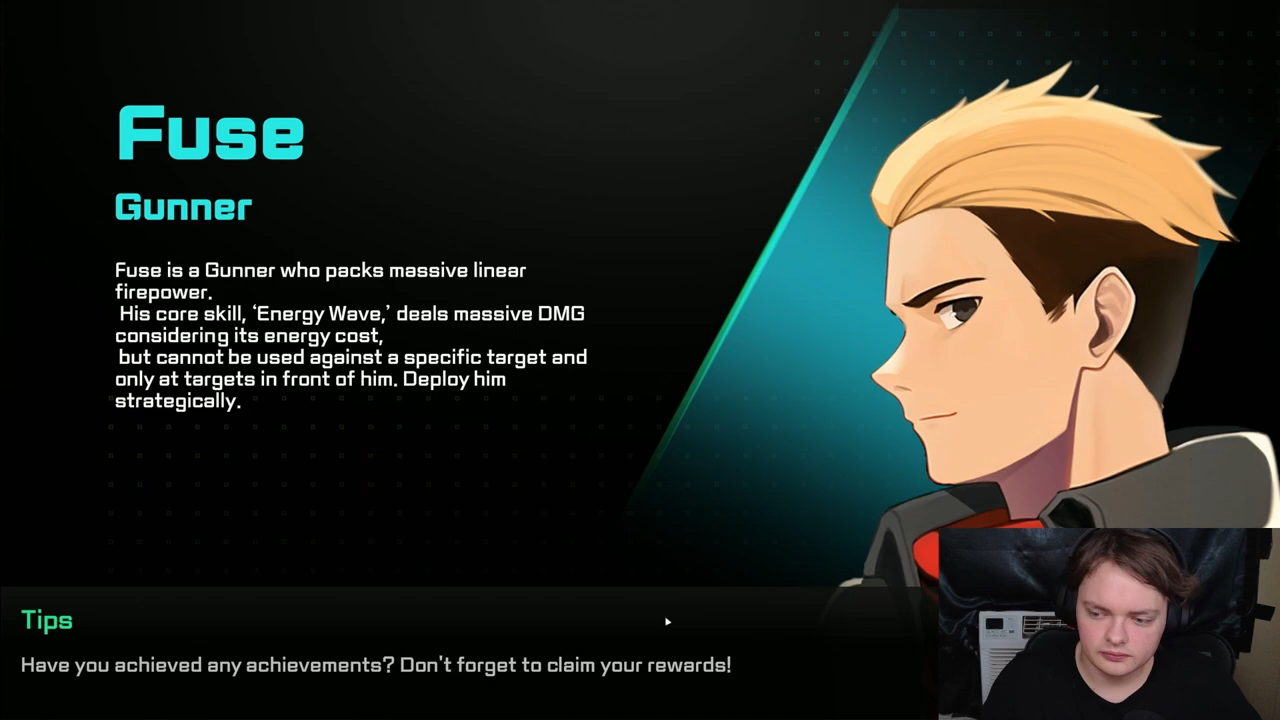 Fuse
Gunner
Fuse is a Gunner who packs massive linear
firepower.
His core skill, ‘Energy Wave,’ deals massive DMG
considering its energy cost,
but cannot be used against a specific target and
only at targets in front of him. Deploy him
strategically.
Tips
Have you achieved any achievements? Don't forget to claim your rewards!